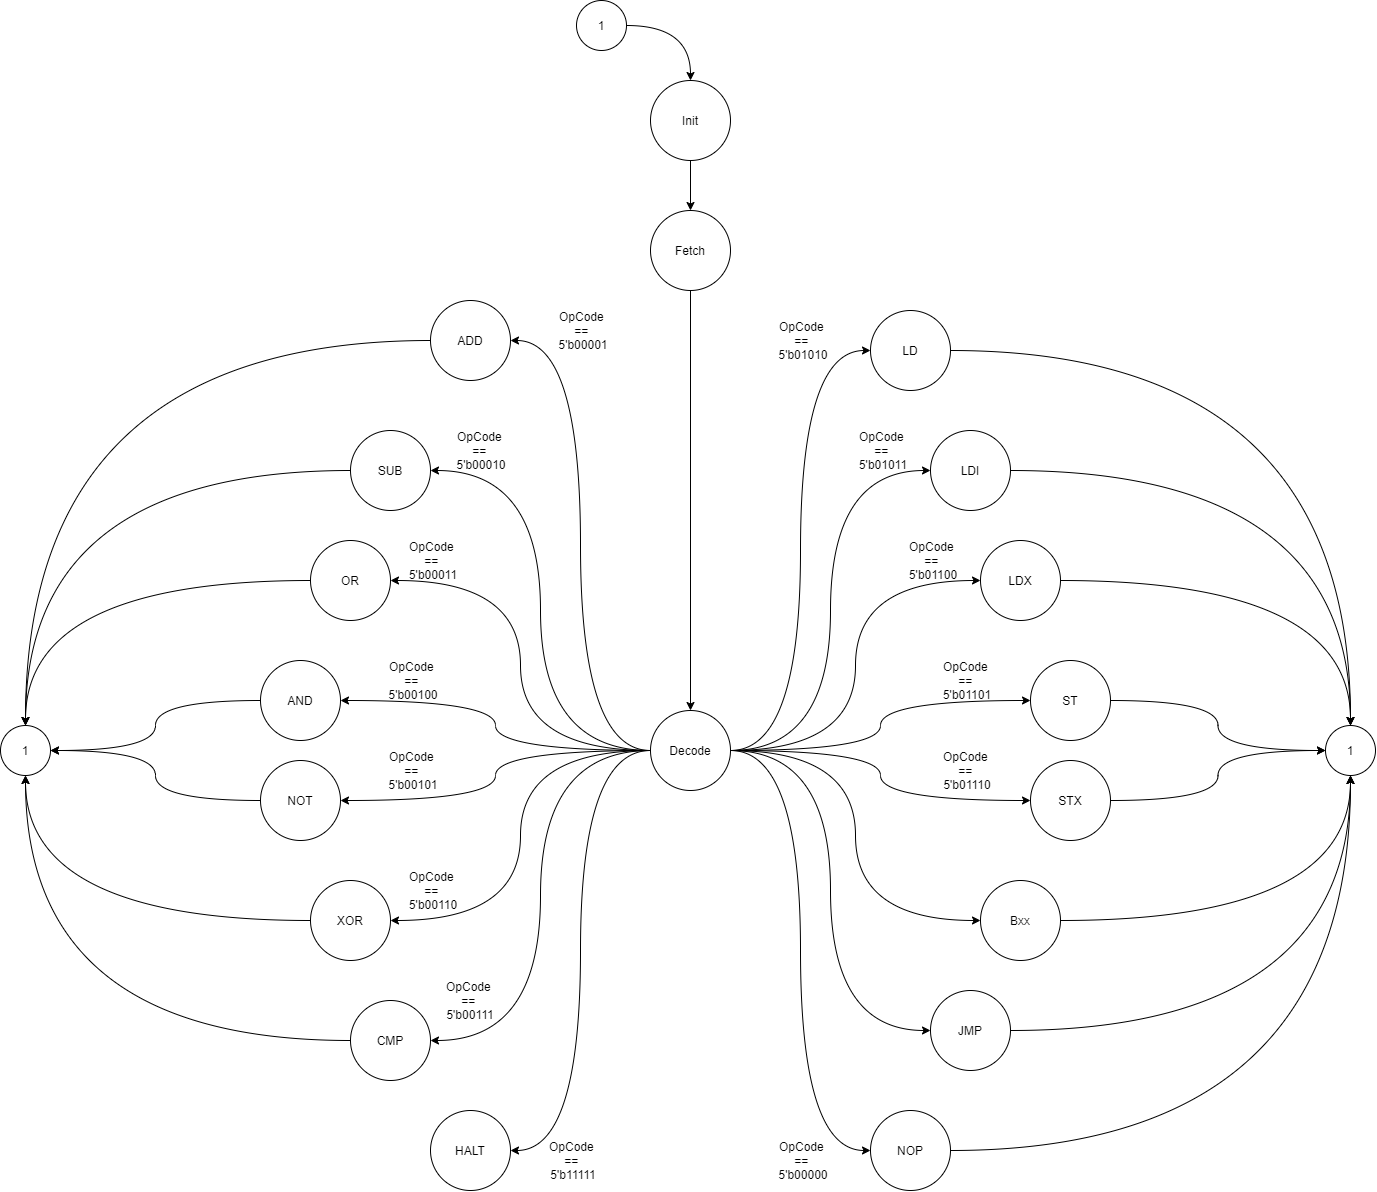 1
Init
Fetch
ADD
OpCode
==
5'b00001
OpCode
==
5'b01010
LD
SUB
OpCode
==
5'b00010
OpCode
==
5'b01011
LDI
OR
OpCode
==
5'b00011
OpCode
==
5'b01100
LDX
AND
OpCode
==
5'b00100
OpCode
==
5'b01101
ST
1
Decode
1
NOT
OpCode
==
5'b00101
OpCode
==
5'b01110
STX
XOR
OpCode
==
5'b00110
Bxx
CMP
OpCode
==
5'b00111
JMP
HALT
OpCode
==
5'b11111
OpCode
==
5'b00000
NOP